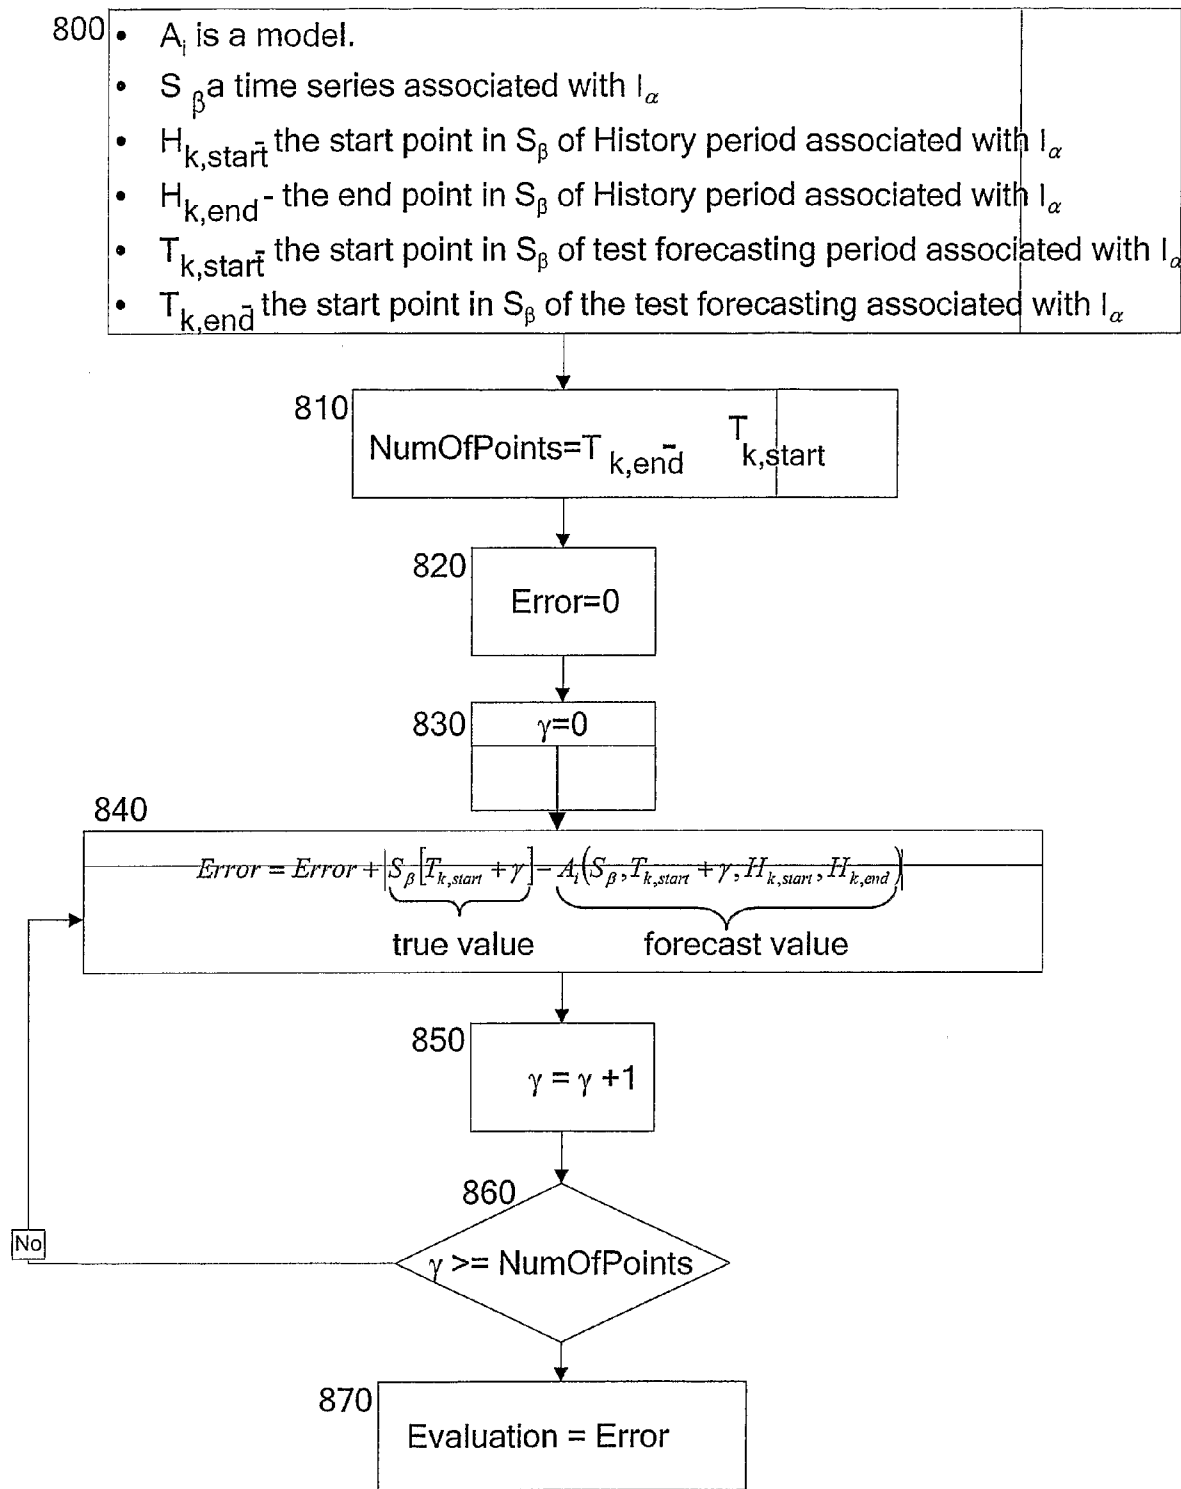 800
• A_i is a model.
• S_β a time series associated with I_α
• H_k,start - the start point in S_β of History period associated with I_α
• H_k,end - the end point in S_β of History period associated with I_α
• T_k,start - the start point in S_β of test forecasting period associated with I_α
• T_k,end - the start point in S_β of the test forecasting associated with I_α
810
NumOfPoints=T_k,end - T_k,start
820
Error=0
830
γ=0
840
Error = Error + |S_β[T_k,start + γ] - A_i(S_β, T_k,start + γ, H_k,start, H_k,end)|
true value forecast value
850
γ = γ +1
860
γ >= NumOfPoints
No
870
Evaluation = Error